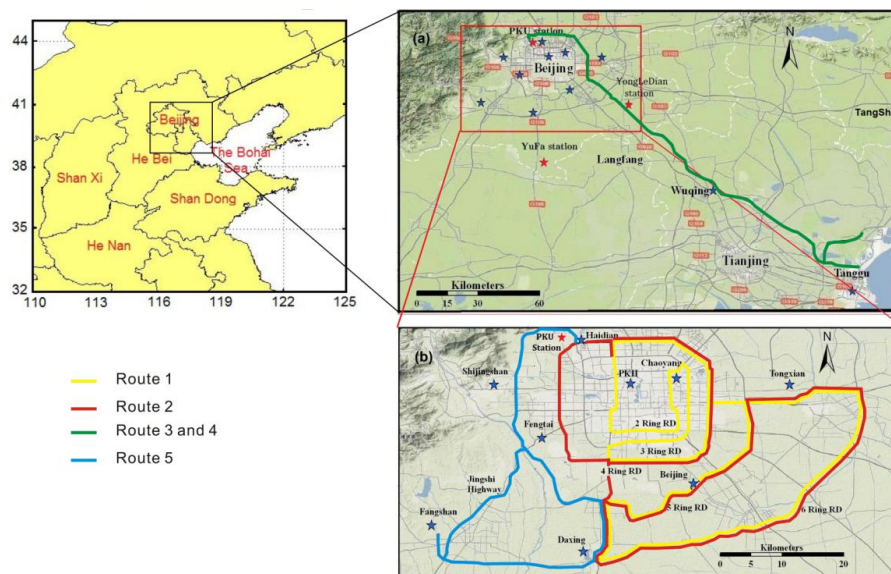 44
41
38
35
32
110
113
116
119
122
125
Beijing
He Bei
The Bohai
Sea
Shan Xi
Shan Dong
He Nan
(a)
PKU station
N
Beijing
YongLeDian
station
TangSh
YuFa station
Langfang
Wuqing
Tianjing
Tanggu
Kilometers
0 15 30 60
Route 1
Route 2
Route 3 and 4
Route 5
(b)
PKU
Station
Haidian
N
Chaoyang
Shijingshan
PKH
Tongxian
2 Ring RD
Fengtai
3 Ring RD
4 Ring RD
Beijing
Jingshi
Highway
5 Ring RD
6 Ring RD
Fangshan
Daxing
Kilometers
0 5 10 20